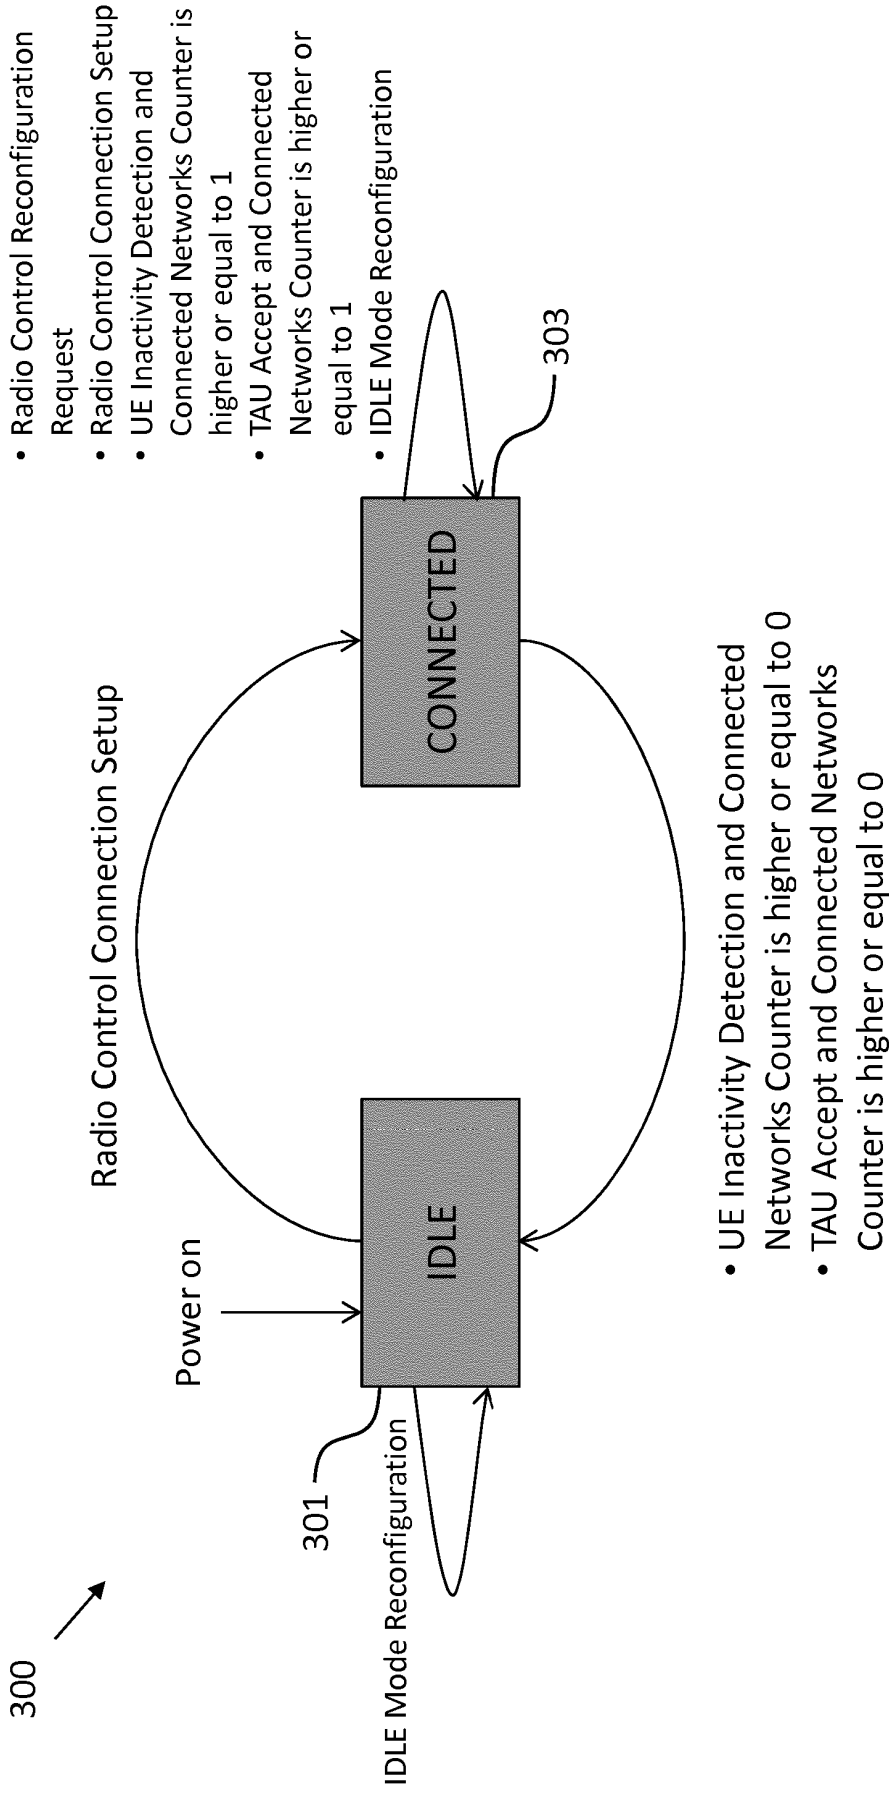 300
301
IDLE Mode Reconfiguration
Power on
IDLE
Radio Control Connection Setup
CONNECTED
303
• Radio Control Reconfiguration
Request
• Radio Control Connection Setup
• UE Inactivity Detection and
Connected Networks Counter is
higher or equal to 1
• TAU Accept and Connected
Networks Counter is higher or
equal to 1
• IDLE Mode Reconfiguration
• UE Inactivity Detection and Connected
Networks Counter is higher or equal to 0
• TAU Accept and Connected Networks
Counter is higher or equal to 0